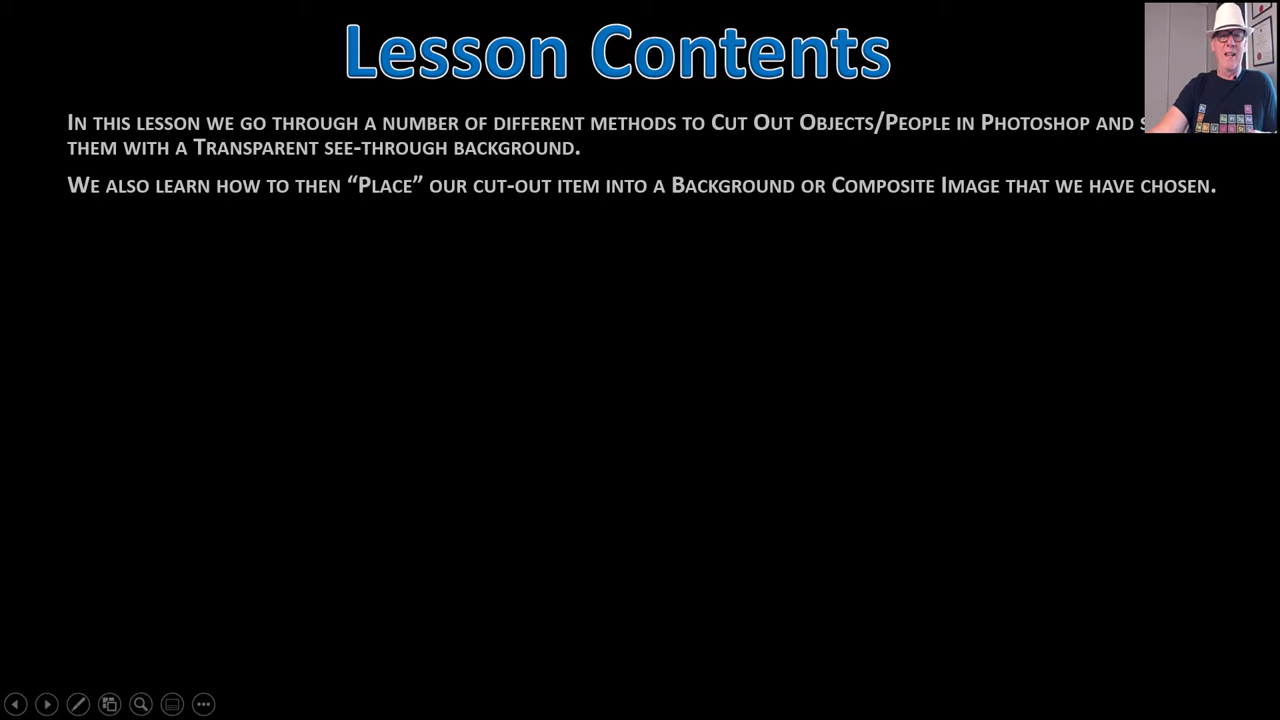 Lesson Contents
In this lesson we go through a number of different methods to Cut Out Objects/People in Photoshop and
them with a Transparent see-through background.
We also learn how to then “Place” our cut-out item into a Background or Composite Image that we have chosen.